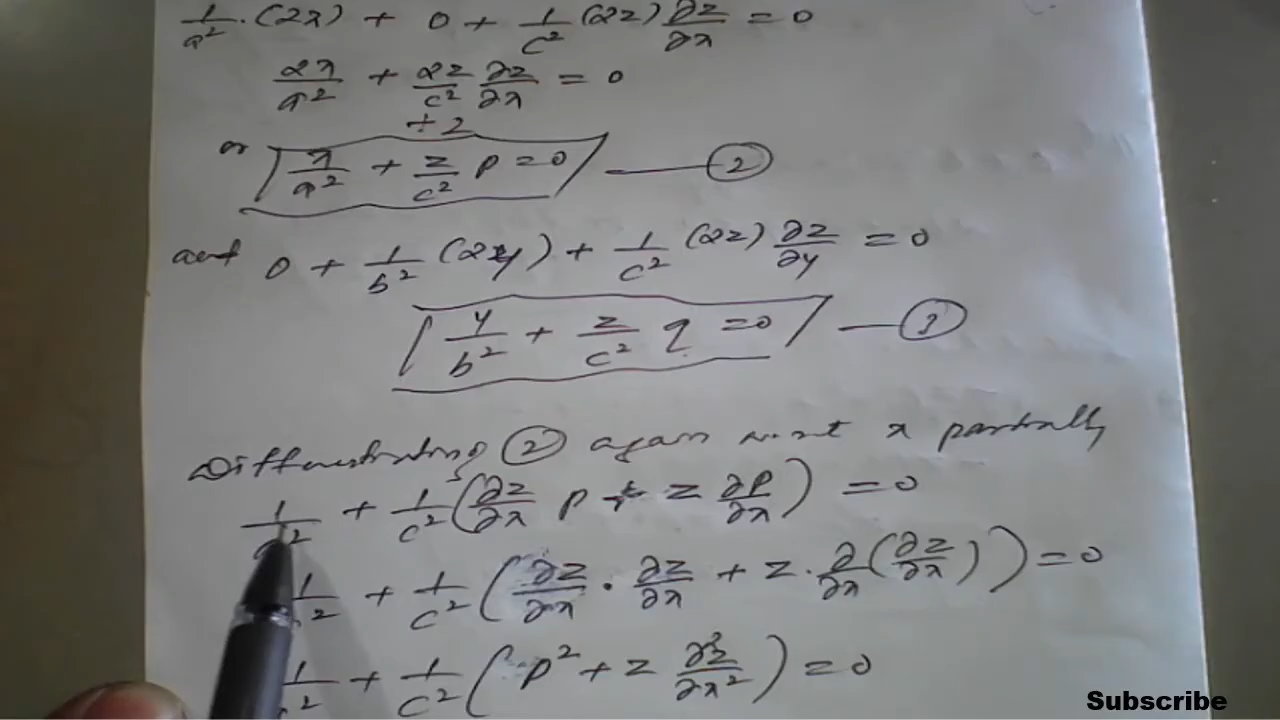 1/a² · (2x) + 0 + 1/c² (2z) ∂z/∂x = 0
2x/a² + 2z/c² ∂z/∂x = 0
÷ 2
or x/a² + z/c² p = 0 — ②
and 0 + 1/b² (2y) + 1/c² (2z) ∂z/∂y = 0
y/b² + z/c² q = 0 — ③
Differentiating ② again w.r.t x partially
1/a² + 1/c² (∂z/∂x p + z ∂p/∂x) = 0
1/a² + 1/c² (∂z/∂x · ∂z/∂x + z · ∂/∂x (∂z/∂x)) = 0
1/a² + 1/c² (p² + z ∂²z/∂x²) = 0
Subscribe